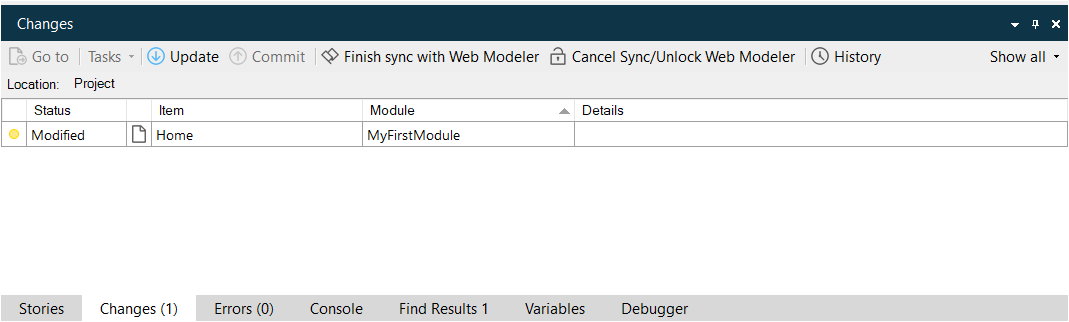 Changes
Go to Tasks Update Commit Finish sync with Web Modeler Cancel Sync/Unlock Web Modeler History Show all
Location: Project
Status Item Module Details
Modified Home MyFirstModule
Stories Changes (1) Errors (0) Console Find Results 1 Variables Debugger